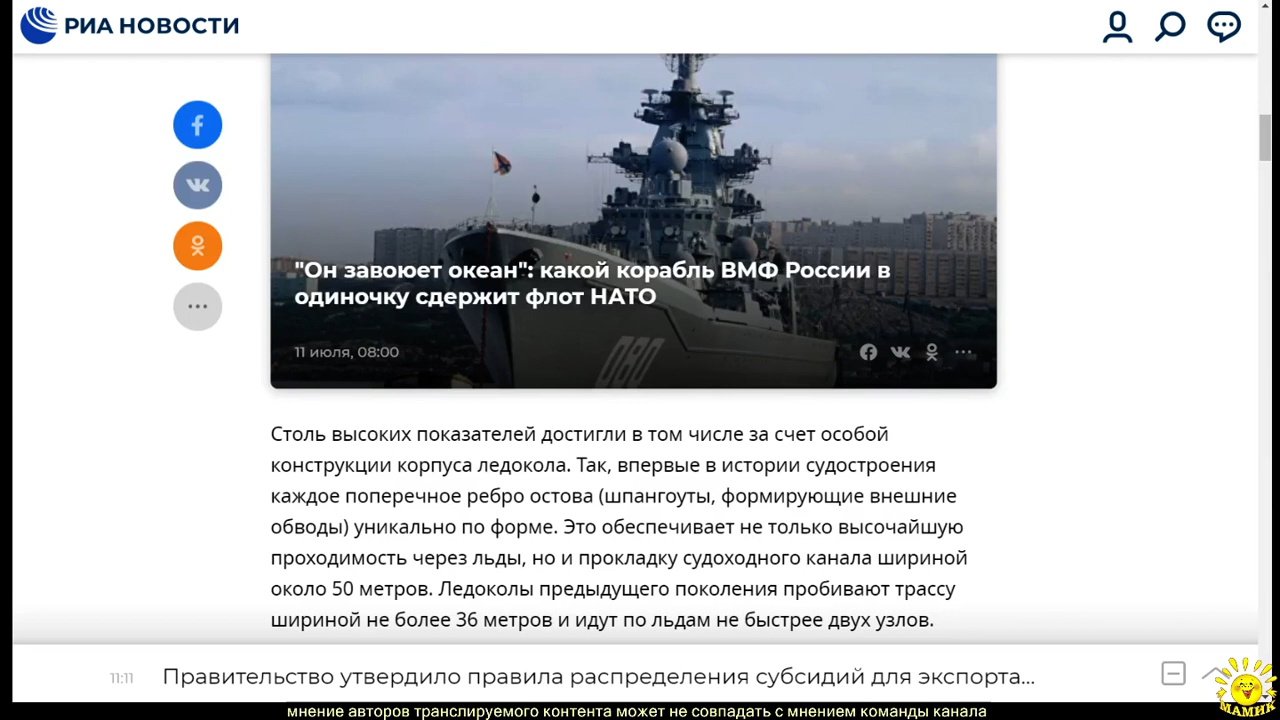 РИА НОВОСТИ
"Он завоюет океан": какой корабль ВМФ России в
одиночку сдержит флот НАТО
11 июля, 08:00
080
Столь высоких показателей достигли в том числе за счет особой
конструкции корпуса ледокола. Так, впервые в истории судостроения
каждое поперечное ребро остова (шпангоуты, формирующие внешние
обводы) уникально по форме. Это обеспечивает не только высочайшую
проходимость через льды, но и прокладку судоходного канала шириной
около 50 метров. Ледоколы предыдущего поколения пробивают трассу
шириной не более 36 метров и идут по льдам не быстрее двух узлов.
11:11 Правительство утвердило правила распределения субсидий для экспорта...
МАМИК
мнение авторов транслируемого контента может не совпадать с мнением команды канала